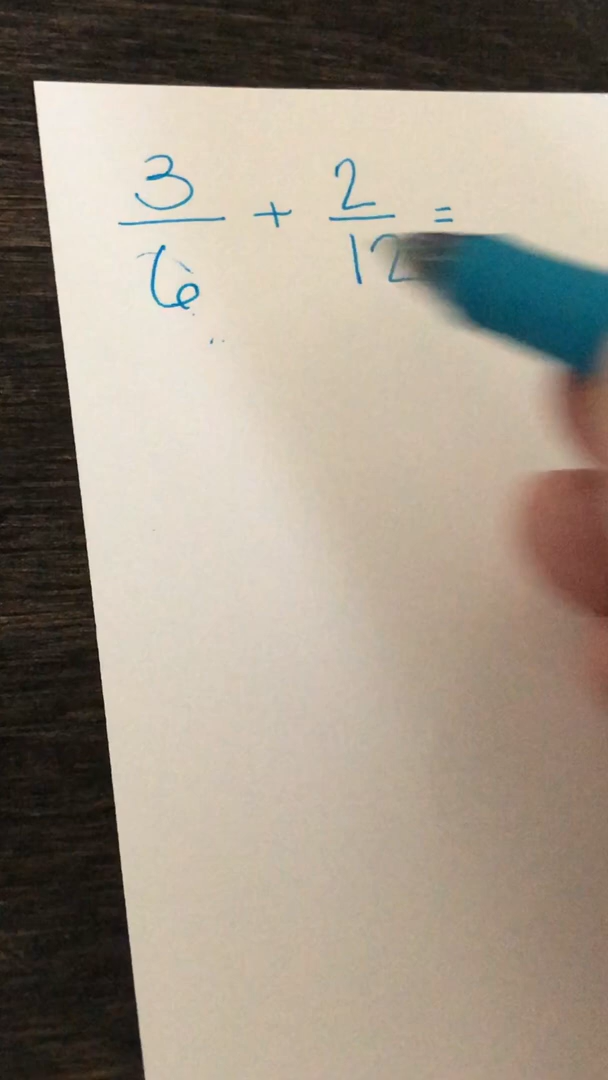 3/6 + 2/12 =